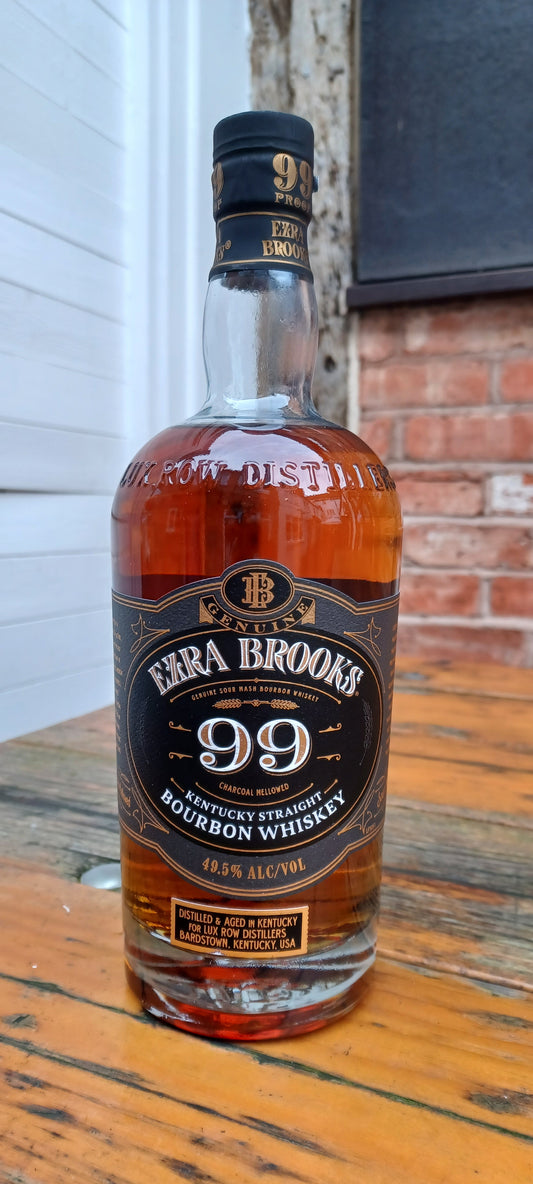 99
PROOF
EZRA
BROOKS
LUX ROW DISTILLERS
EB
GENUINE
EZRA BROOKS®
GENUINE SOUR MASH BOURBON WHISKEY
99
CHARCOAL MELLOWED
KENTUCKY STRAIGHT
BOURBON WHISKEY
49.5% ALC/VOL
DISTILLED & AGED IN KENTUCKY
FOR LUX ROW DISTILLERS
BARDSTOWN, KENTUCKY, USA